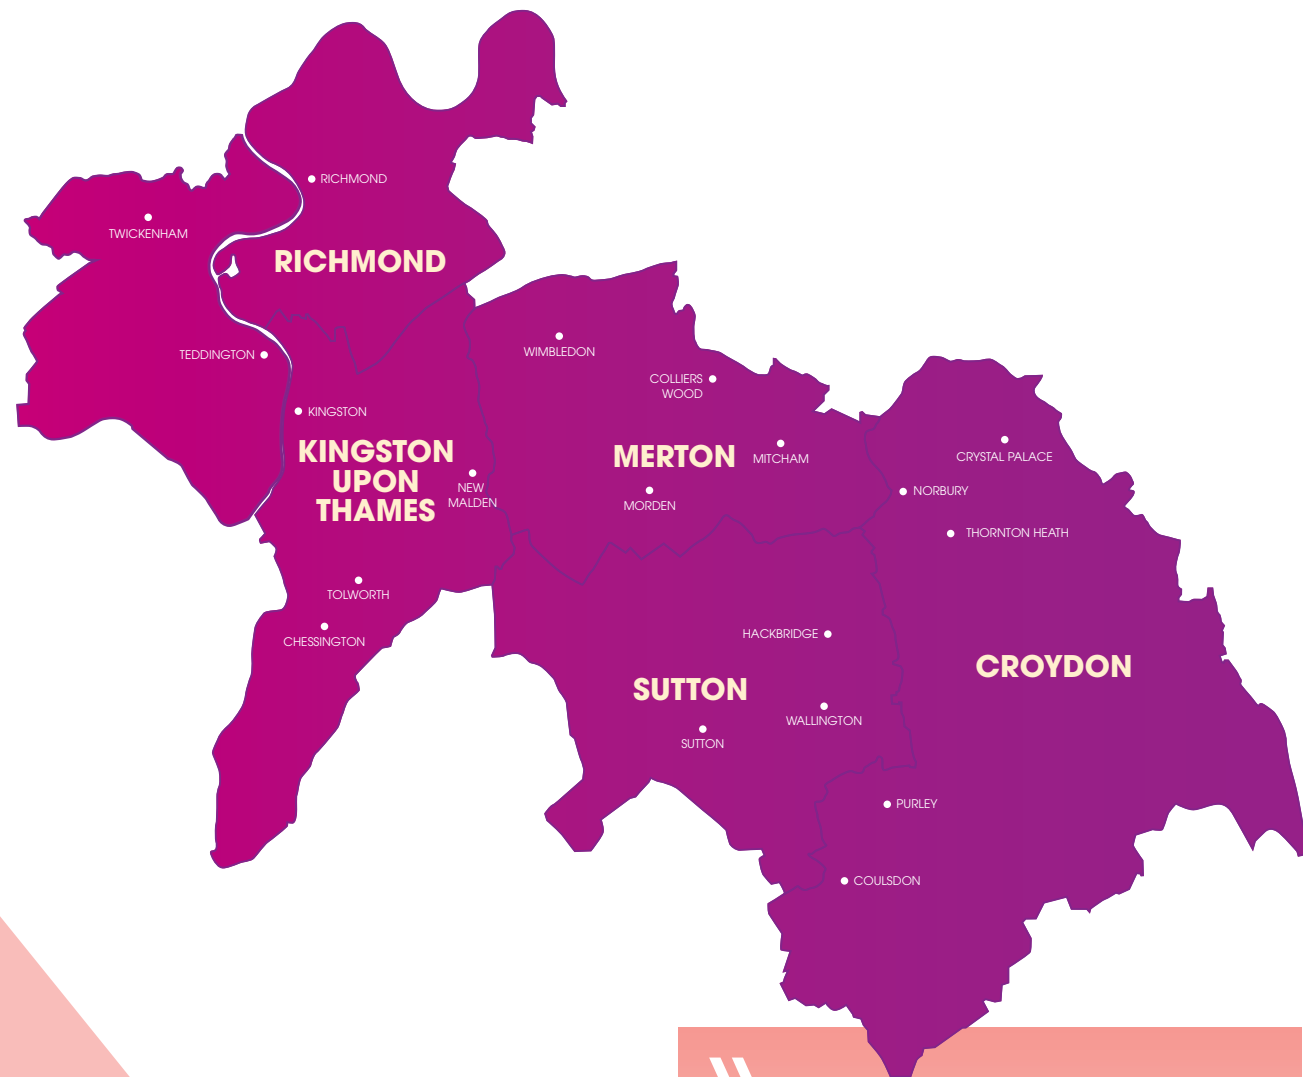 RICHMOND
TWICKENHAM
RICHMOND
TEDDINGTON
WIMBLEDON
COLLIERS
WOOD
KINGSTON
KINGSTON
UPON
THAMES
NEW
MALDEN
MERTON
MITCHAM
MORDEN
CRYSTAL PALACE
NORBURY
THORNTON HEATH
TOLWORTH
CHESSINGTON
HACKBRIDGE
SUTTON
WALLINGTON
SUTTON
CROYDON
PURLEY
COULSDON